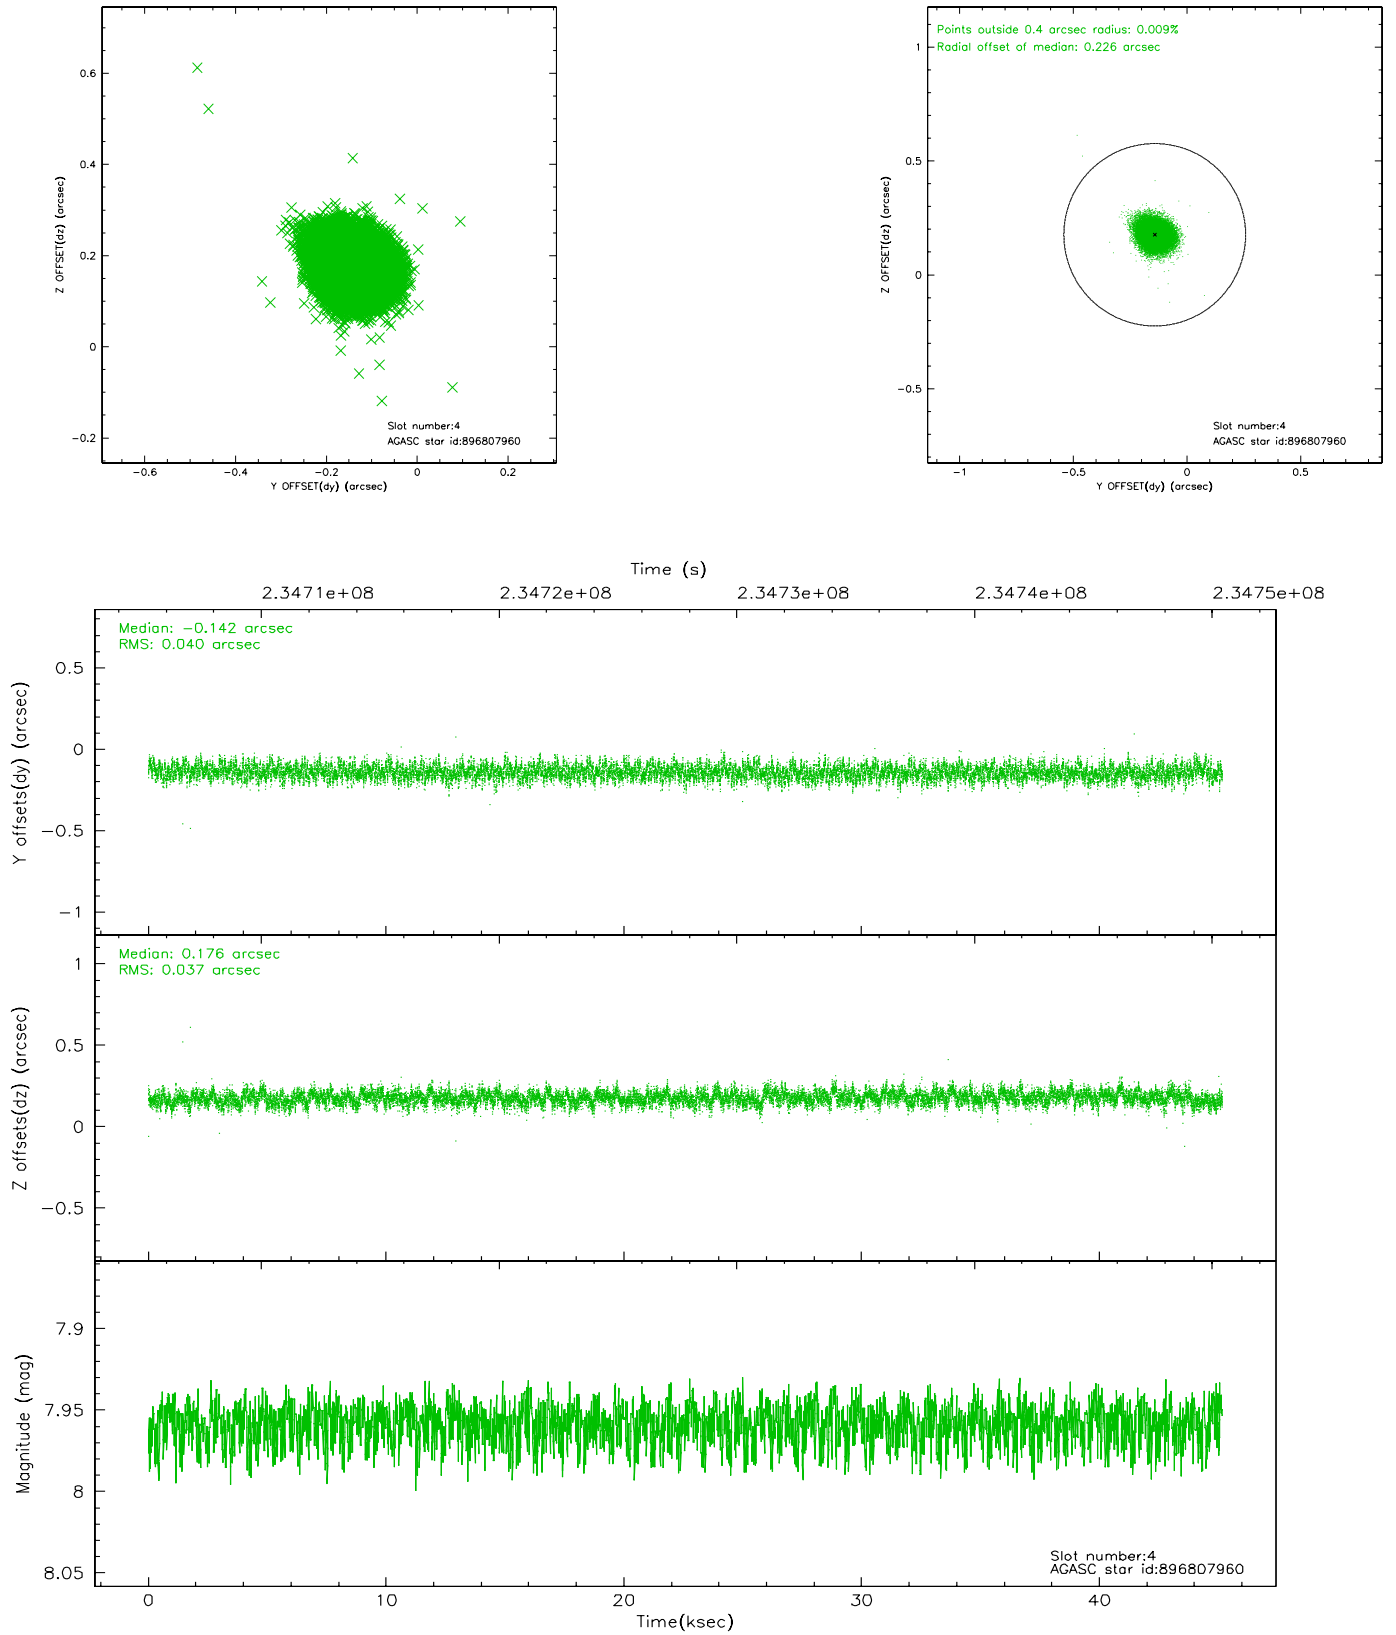 0.6
0.4
0.2
0
−0.2
Z OFFSET(dz) (arcsec)
Slot number:4
AGASC star id:896807960
−0.6 −0.4 −0.2 0 0.2
Y OFFSET(dy) (arcsec)
Points outside 0.4 arcsec radius: 0.009%
Radial offset of median: 0.226 arcsec
1
0.5
0
−0.5
Z OFFSET(dz) (arcsec)
Slot number:4
AGASC star id:896807960
−1 −0.5 0 0.5
Y OFFSET(dy) (arcsec)
Time (s)
2.3471e+08 2.3472e+08 2.3473e+08 2.3474e+08 2.3475e+08
Median: −0.142 arcsec
RMS: 0.040 arcsec
0.5
0
−0.5
−1
Y offsets(dy) (arcsec)
Median: 0.176 arcsec
RMS: 0.037 arcsec
1
0.5
0
−0.5
Z offsets(dz) (arcsec)
7.9
7.95
8
8.05
Magnitude (mag)
Slot number:4
AGASC star id:896807960
0 10 20 30 40
Time(ksec)